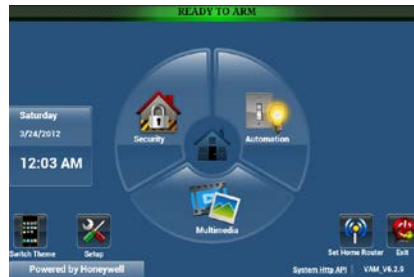 READY TO ARM
Saturday
3/24/2012
12:03 AM
Security
Automation
Multimedia
Switch Theme
Setup
Set Home Router
Exit
Powered by Honeywell
System Http API | VAM_V6.2.5